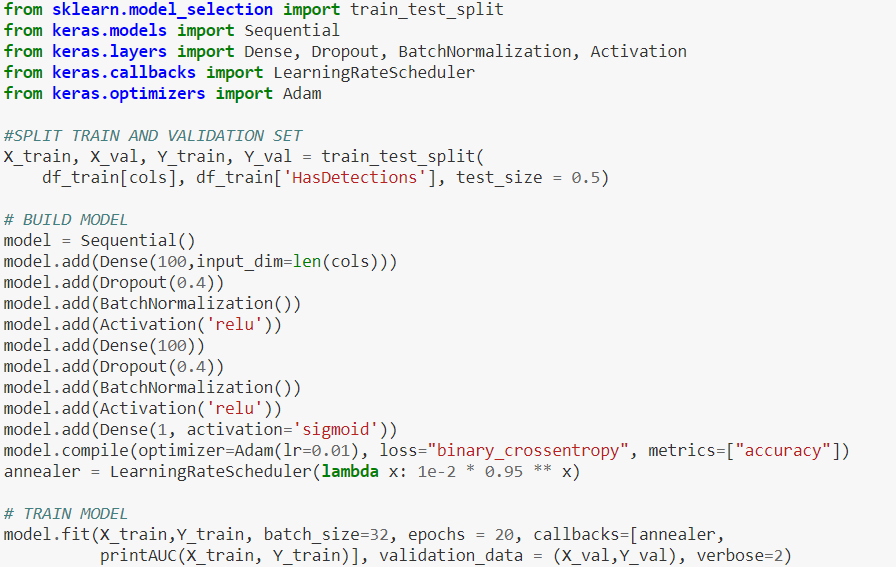 from sklearn.model_selection import train_test_split
from keras.models import Sequential
from keras.layers import Dense, Dropout, BatchNormalization, Activation
from keras.callbacks import LearningRateScheduler
from keras.optimizers import Adam
#SPLIT TRAIN AND VALIDATION SET
X_train, X_val, Y_train, Y_val = train_test_split(
    df_train[cols], df_train['HasDetections'], test_size = 0.5)
# BUILD MODEL
model = Sequential()
model.add(Dense(100,input_dim=len(cols)))
model.add(Dropout(0.4))
model.add(BatchNormalization())
model.add(Activation('relu'))
model.add(Dense(100))
model.add(Dropout(0.4))
model.add(BatchNormalization())
model.add(Activation('relu'))
model.add(Dense(1, activation='sigmoid'))
model.compile(optimizer=Adam(lr=0.01), loss="binary_crossentropy", metrics=["accuracy"])
annealer = LearningRateScheduler(lambda x: 1e-2 * 0.95 ** x)
# TRAIN MODEL
model.fit(X_train,Y_train, batch_size=32, epochs = 20, callbacks=[annealer,
          printAUC(X_train, Y_train)], validation_data = (X_val,Y_val), verbose=2)